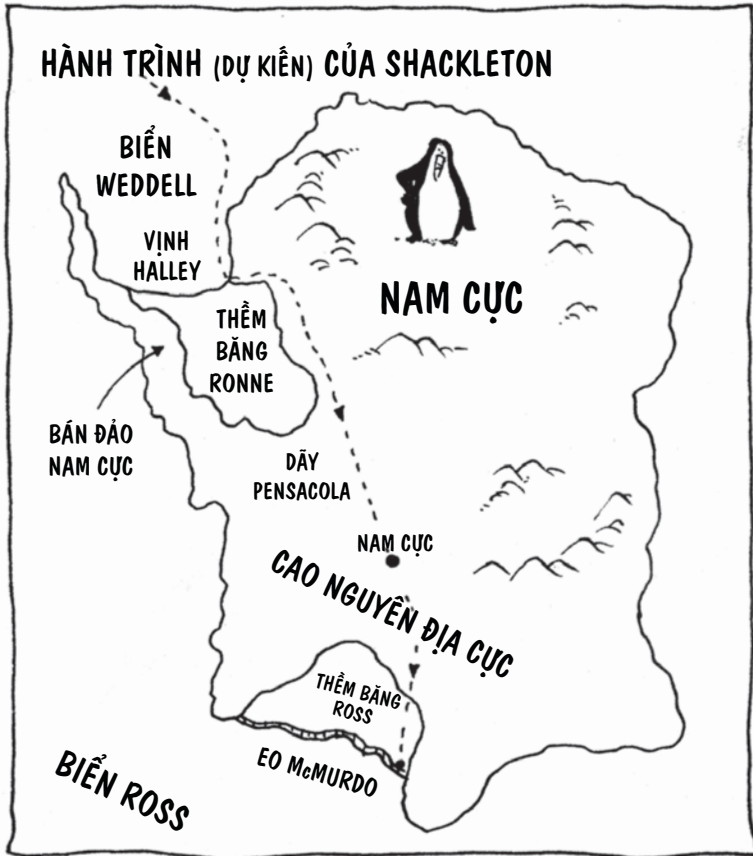 HÀNH TRÌNH (DỰ KIẾN) CỦA SHACKLETON
BIỂN
WEDDELL
VỊNH
HALLEY
NAM CỰC
THỀM
BĂNG
RONNE
BÁN ĐẢO
NAM CỰC
DÃY
PENSACOLA
NAM CỰC
CAO NGUYÊN ĐỊA CỰC
THỀM BĂNG
ROSS
EO McMURDO
BIỂN ROSS